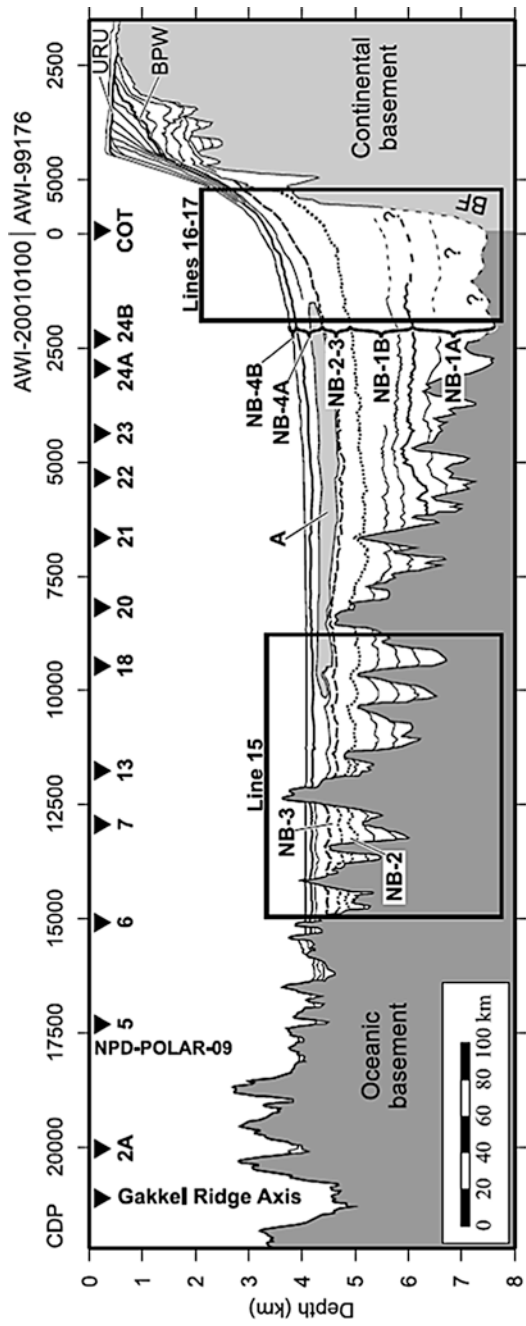 AWI-20010100 | AWI-99176
CDP 20000 17500 15000 12500 10000 7500 5000 2500 0 5000 2500
Gakkel Ridge Axis
2A
5
6
7
13
18
20
21
22
23
24A
24B
COT
NPD-POLAR-09
URU
BPW
Lines 16-17
Line 15
NB-4B
NB-4A
NB-2-3
NB-1B
NB-1A
A
NB-3
NB-2
?
?
?
?
BF
Continental
basement
Oceanic
basement
0 20 40 60 80 100 km
Depth (km)
0
1
2
3
4
5
6
7
8